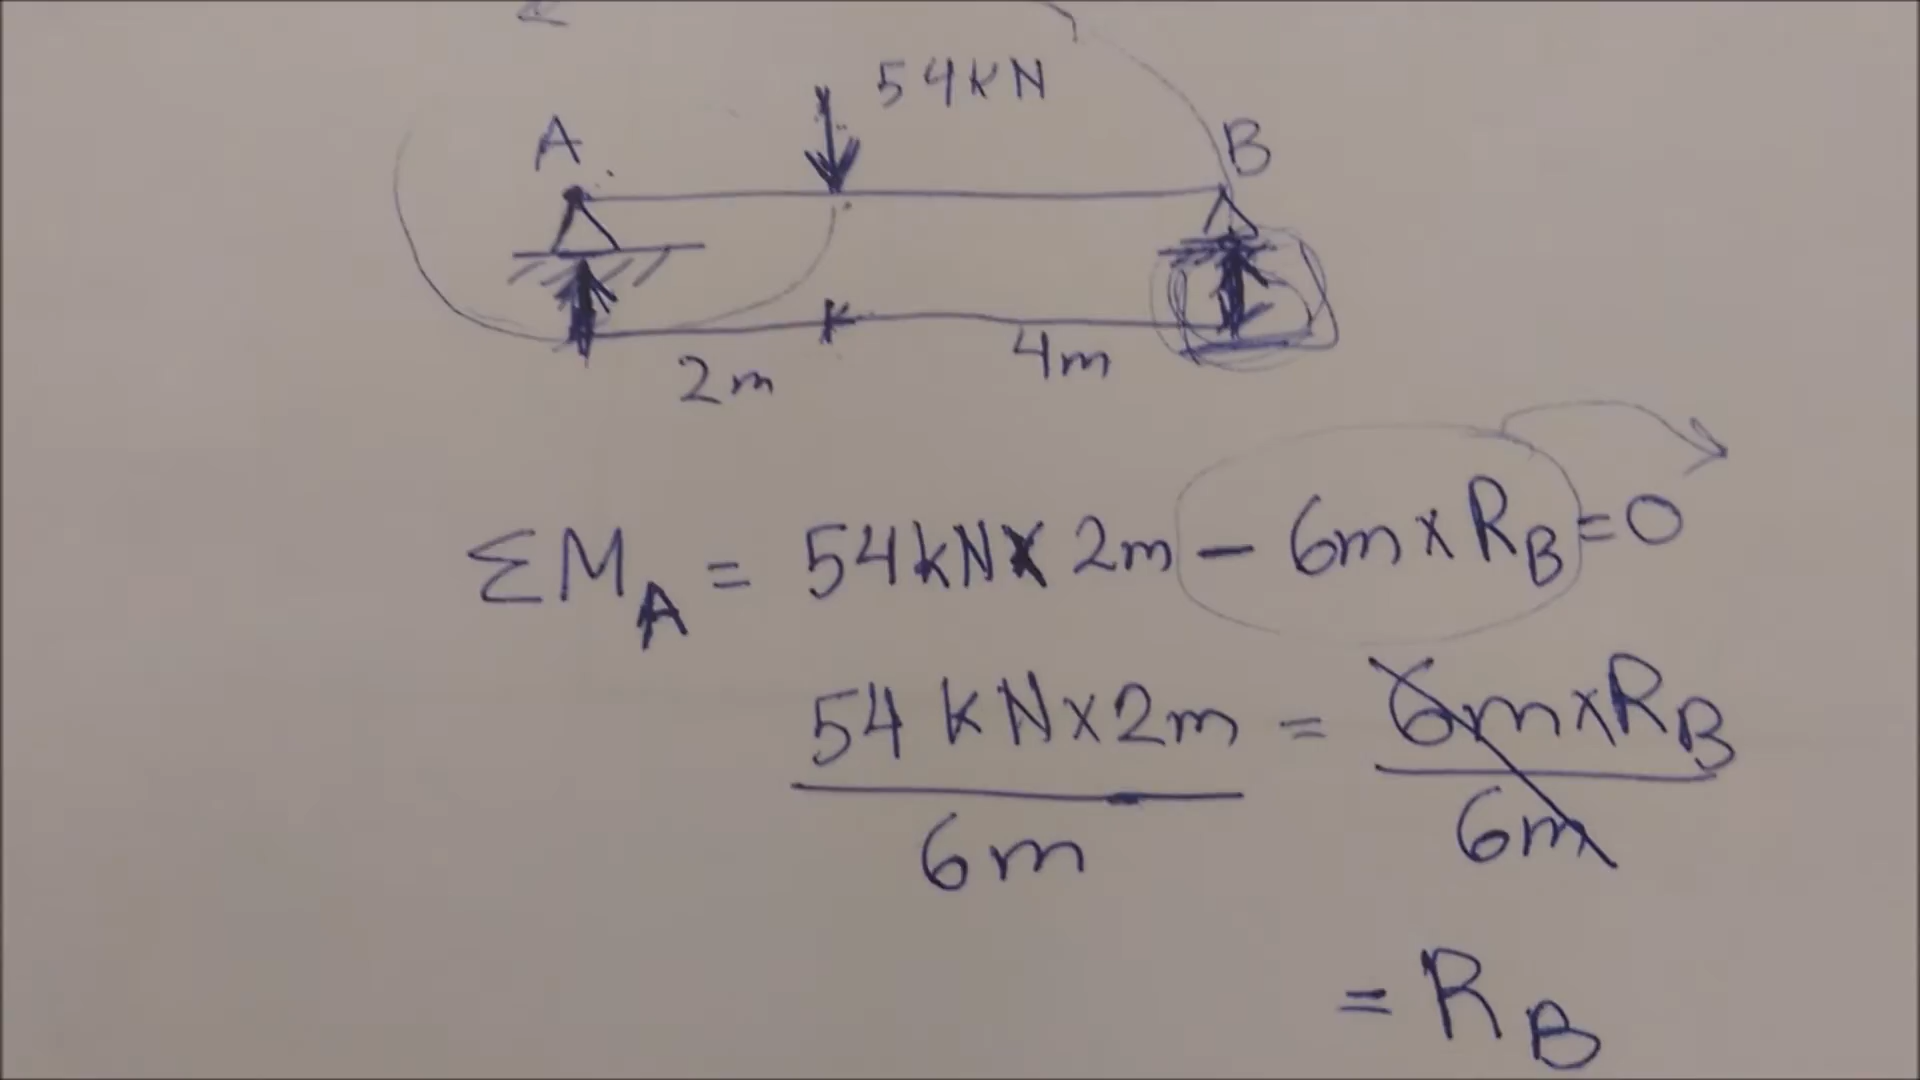 54kN
A B
2m 4m
ΣM_A = 54kN × 2m − 6m × R_B = 0
54 kN × 2m = 6m × R_B
6m 6m
= R_B